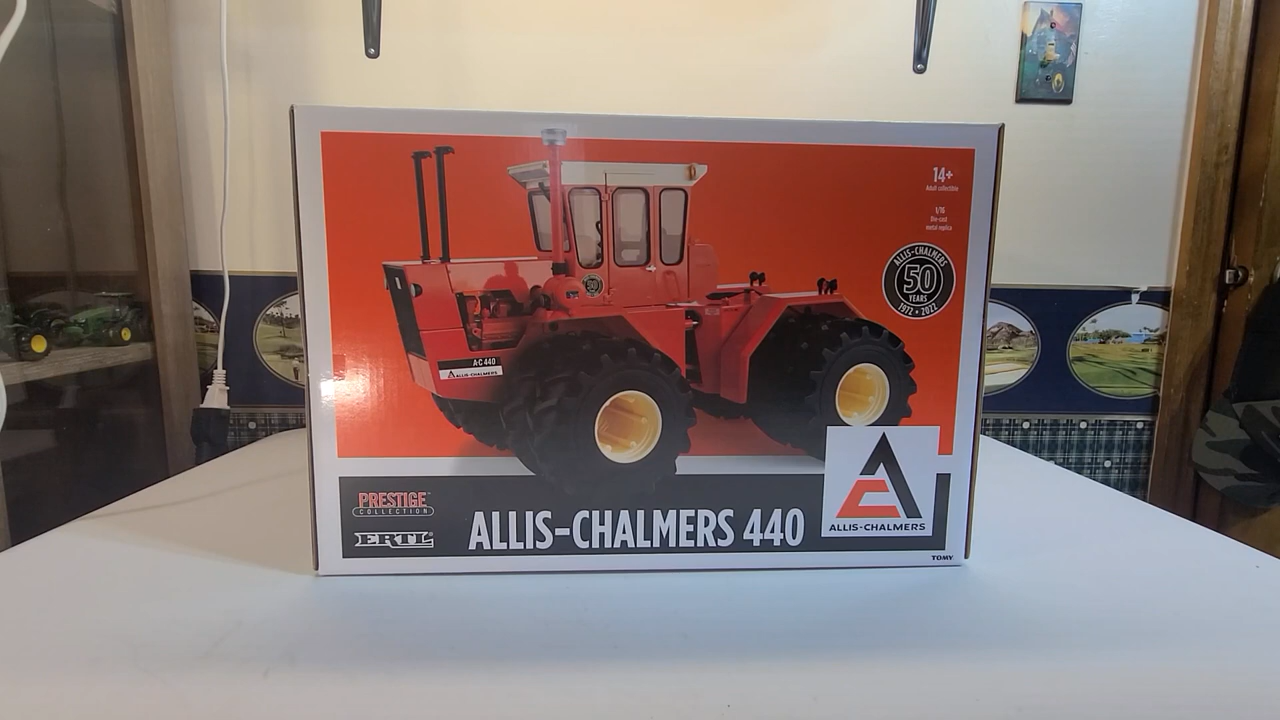 14+
Adult collectible
1/16
Die-cast
metal replica
ALLIS-CHALMERS
50
YEARS
1972 • 2022
50
A-C 440
ALLIS-CHALMERS
PRESTIGE
COLLECTION
ERTL
ALLIS-CHALMERS 440
ALLIS-CHALMERS
TOMY